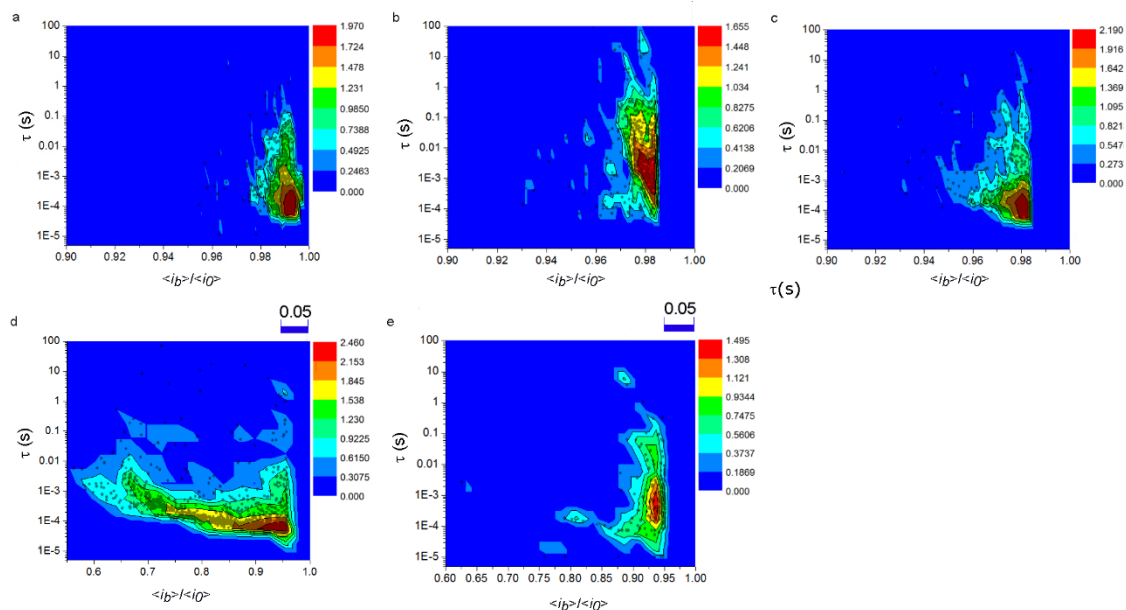 a
100
10
1
0.1
0.01
1E-3
1E-4
1E-5
τ (s)
0.90 0.92 0.94 0.96 0.98 1.00
<ib>/<i0>
1.970
1.724
1.478
1.231
0.9850
0.7388
0.4925
0.2463
0.000
b
100
10
1
0.1
0.01
1E-3
1E-4
1E-5
τ (s)
0.90 0.92 0.94 0.96 0.98 1.00
<ib>/<i0>
1.655
1.448
1.241
1.034
0.8275
0.6206
0.4138
0.2069
0.000
c
100
10
1
0.1
0.01
1E-3
1E-4
1E-5
τ (s)
0.90 0.92 0.94 0.96 0.98 1.00
<ib>/<i0>
2.190
1.916
1.642
1.369
1.095
0.821
0.547
0.273
0.000
τ(s)
d
0.05
100
10
1
0.1
0.01
1E-3
1E-4
1E-5
τ (s)
0.6 0.7 0.8 0.9 1.0
<ib>/<i0>
2.460
2.153
1.845
1.538
1.230
0.9225
0.6150
0.3075
0.000
e
0.05
100
10
1
0.1
0.01
1E-3
1E-4
1E-5
τ (s)
0.60 0.65 0.70 0.75 0.80 0.85 0.90 0.95 1.00
<ib>/<i0>
1.495
1.308
1.121
0.9344
0.7475
0.5606
0.3737
0.1869
0.000